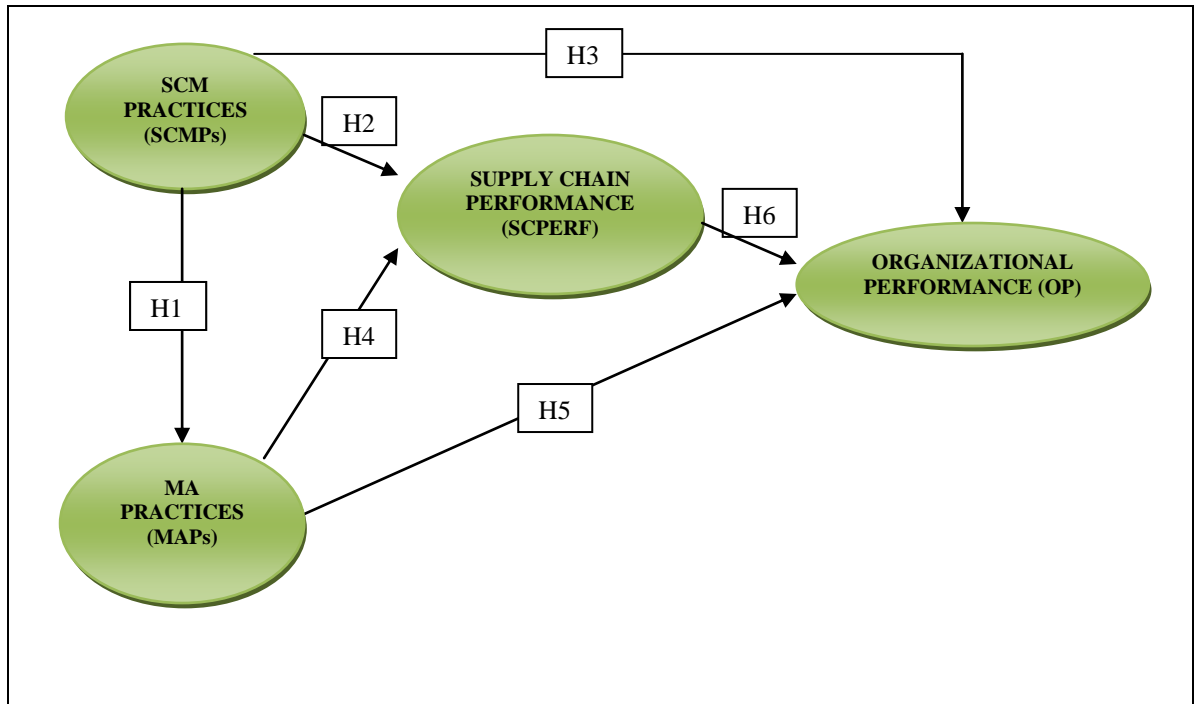 H3
SCM
PRACTICES
(SCMPs)
H2
SUPPLY CHAIN
PERFORMANCE
(SCPERF)
H6
ORGANIZATIONAL
PERFORMANCE (OP)
H1
H4
H5
MA
PRACTICES
(MAPs)